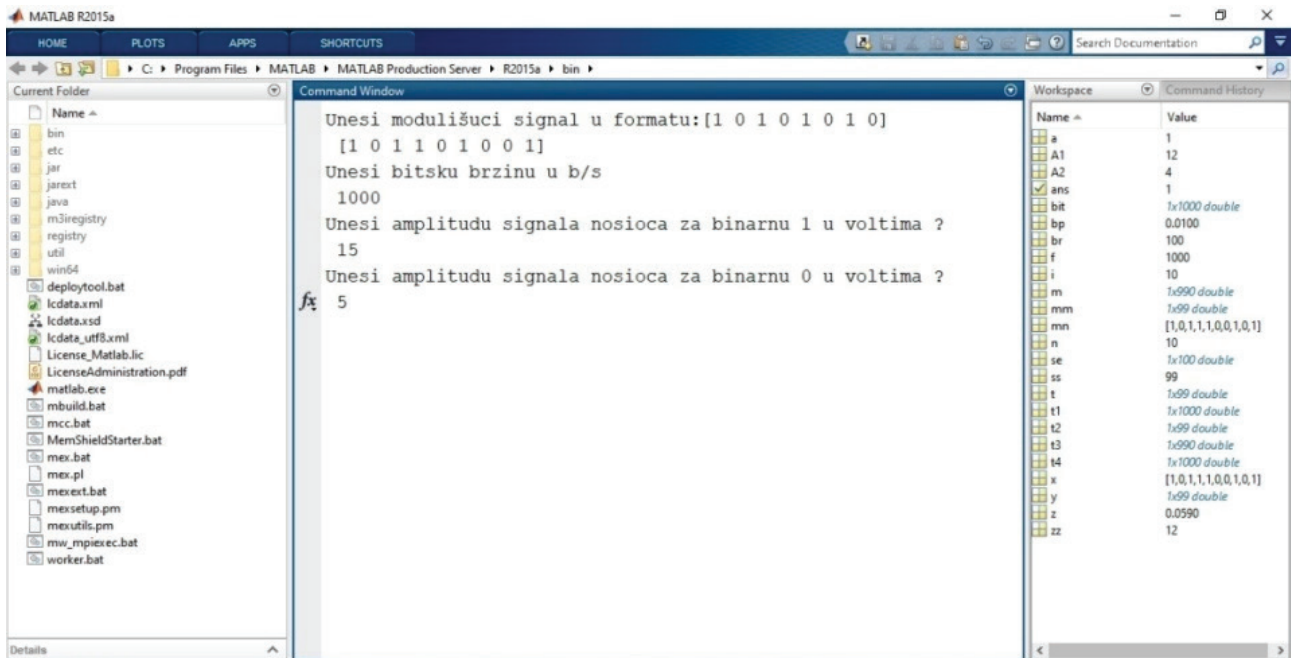 MATLAB R2015a
HOME PLOTS APPS SHORTCUTS Search Documentation
C: Program Files MATLAB MATLAB Production Server R2015a bin
Current Folder
Name
bin
etc
jar
jarext
java
m3iregistry
registry
util
win64
deploytool.bat
lcdata.xml
lcdata.xsd
lcdata_utf8.xml
License_Matlab.lic
LicenseAdministration.pdf
matlab.exe
mbuild.bat
mcc.bat
MemShieldStarter.bat
mex.bat
mex.pl
mexext.bat
mexsetup.pm
mexutils.pm
mw_mpiexec.bat
worker.bat
Details
Command Window
Unesi modulišuci signal u formatu:[1 0 1 0 1 0 1 0]
[1 0 1 1 0 1 0 0 1]
Unesi bitsku brzinu u b/s
1000
Unesi amplitudu signala nosioca za binarnu 1 u voltima ?
15
Unesi amplitudu signala nosioca za binarnu 0 u voltima ?
fx 5
Workspace Command History
Name Value
a 1
A1 12
A2 4
ans 1
bit 1x1000 double
bp 0.0100
br 100
f 1000
i 10
m 1x990 double
mm 1x99 double
mn [1,0,1,1,1,0,0,1,0,1]
n 10
se 1x100 double
ss 99
t 1x99 double
t1 1x1000 double
t2 1x99 double
t3 1x990 double
t4 1x1000 double
x [1,0,1,1,1,0,0,1,0,1]
y 1x99 double
z 0.0590
zz 12